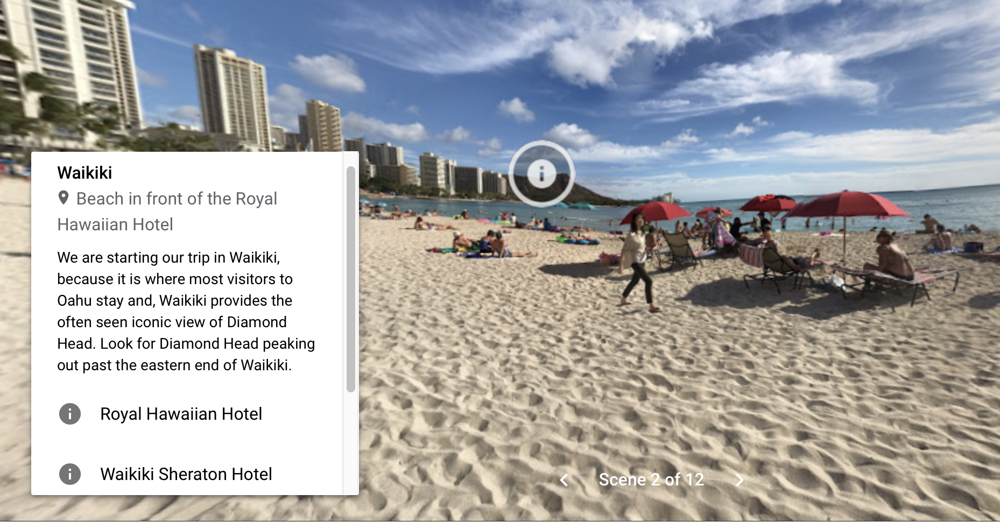 Waikiki
Beach in front of the Royal
Hawaiian Hotel
We are starting our trip in Waikiki,
because it is where most visitors to
Oahu stay and, Waikiki provides the
often seen iconic view of Diamond
Head. Look for Diamond Head peaking
out past the eastern end of Waikiki.
Royal Hawaiian Hotel
Waikiki Sheraton Hotel
Scene 2 of 12